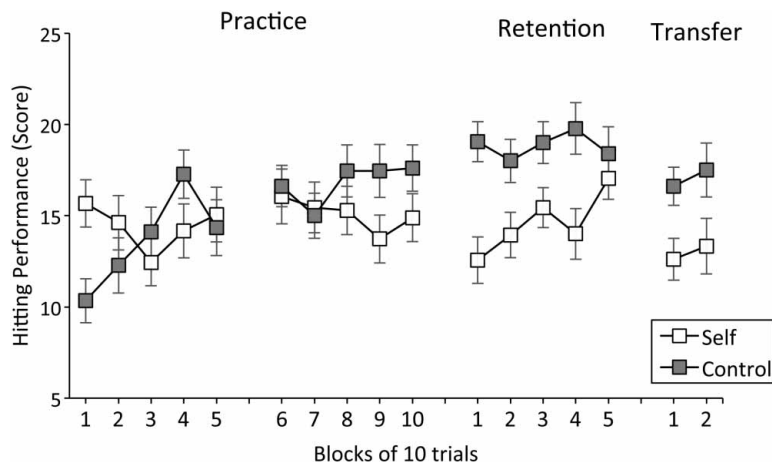 Practice Retention Transfer
Hitting Performance (Score)
25
20
15
10
5
Self
Control
1 2 3 4 5 6 7 8 9 10 1 2 3 4 5 1 2
Blocks of 10 trials